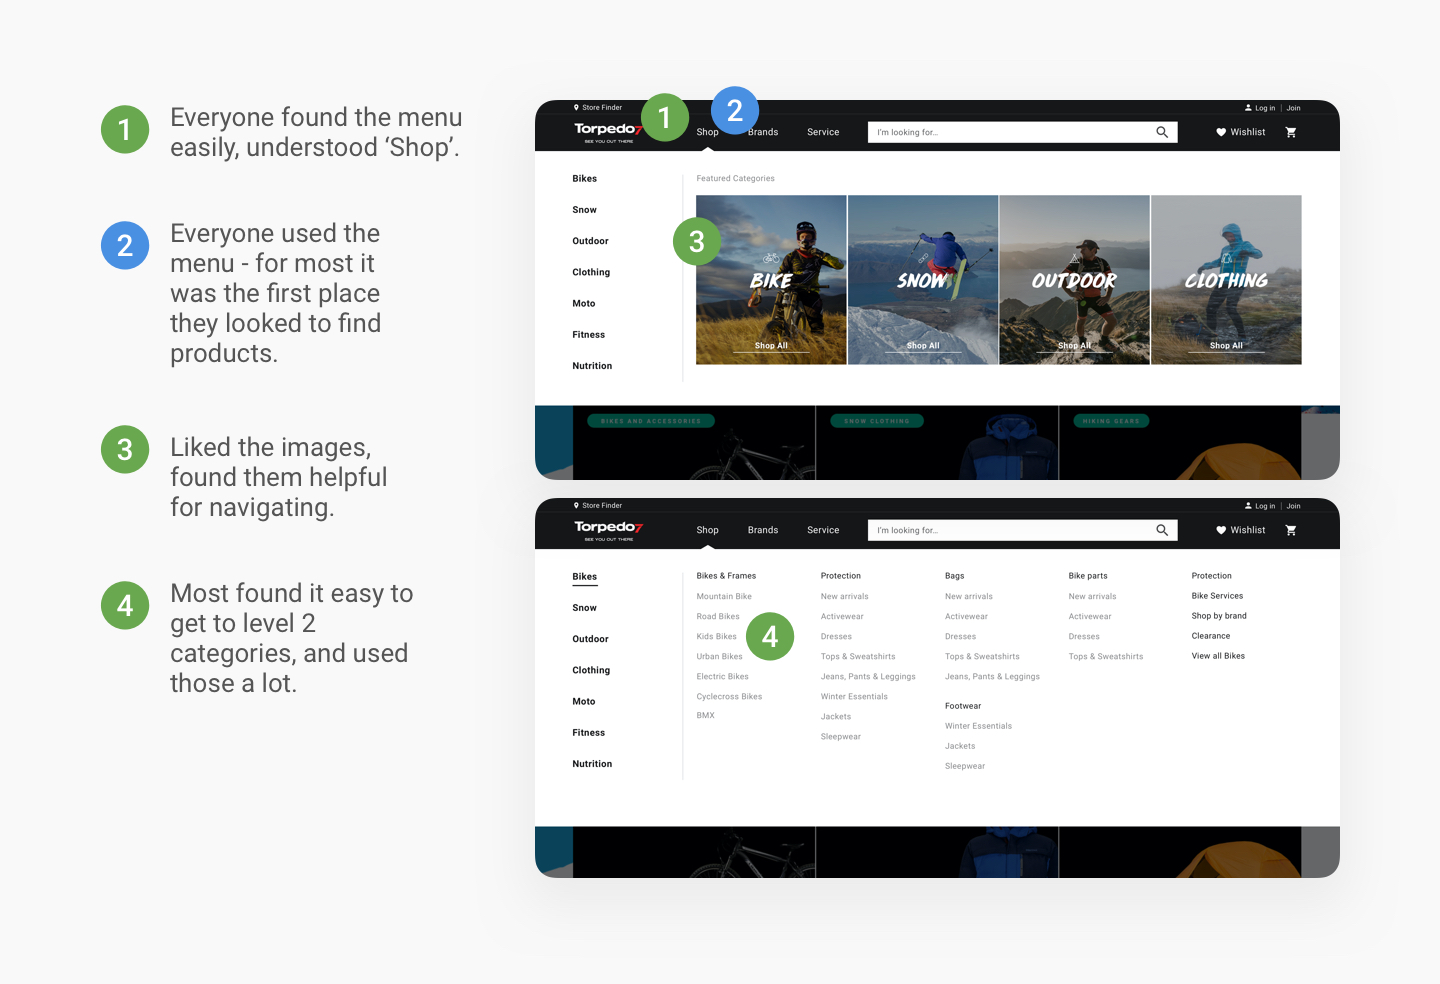 1
Everyone found the menu
easily, understood ‘Shop’.
2
Everyone used the
menu - for most it
was the first place
they looked to find
products.
3
Liked the images,
found them helpful
for navigating.
4
Most found it easy to
get to level 2
categories, and used
those a lot.
Store Finder
1
2
Log in | Join
Torpedo7
SEE YOU OUT THERE
Shop
Brands
Service
I'm looking for...
Wishlist
Bikes
Snow
Outdoor
Clothing
Moto
Fitness
Nutrition
Featured Categories
3
BIKE
Shop All
SNOW
Shop All
OUTDOOR
Shop All
CLOTHING
Shop All
BIKES AND ACCESSORIES
SNOW CLOTHING
HIKING GEARS
Store Finder
Log in | Join
Torpedo7
SEE YOU OUT THERE
Shop
Brands
Service
I'm looking for...
Wishlist
Bikes
Snow
Outdoor
Clothing
Moto
Fitness
Nutrition
Bikes & Frames
Mountain Bike
Road Bikes
Kids Bikes
Urban Bikes
Electric Bikes
Cyclecross Bikes
BMX
4
Protection
New arrivals
Activewear
Dresses
Tops & Sweatshirts
Jeans, Pants & Leggings
Winter Essentials
Jackets
Sleepwear
Bags
New arrivals
Activewear
Dresses
Tops & Sweatshirts
Jeans, Pants & Leggings
Footwear
Winter Essentials
Jackets
Sleepwear
Bike parts
New arrivals
Activewear
Dresses
Tops & Sweatshirts
Protection
Bike Services
Shop by brand
Clearance
View all Bikes